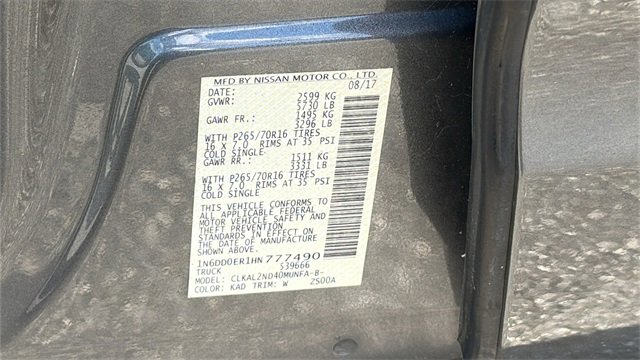 MFD BY NISSAN MOTOR CO., LTD.
DATE: 08/17
GVWR: 2599 KG
5730 LB
GAWR FR.: 1495 KG
3296 LB
WITH P265/70R16 TIRES
16 X 7.0 RIMS AT 35 PSI
COLD SINGLE
GAWR RR.: 1511 KG
3331 LB
WITH P265/70R16 TIRES
16 X 7.0 RIMS AT 35 PSI
COLD SINGLE
THIS VEHICLE CONFORMS TO
ALL APPLICABLE FEDERAL
MOTOR VEHICLE SAFETY AND
THEFT PREVENTION
STANDARDS IN EFFECT ON
DATE OF MANUFACTURE
SHOWN ABOVE.
1N6DD0ER1HN777490
TRUCK 539666
MODEL: CLKAL2ND40MUNFA-B-
COLOR: KAD TRIM: W 2S00A